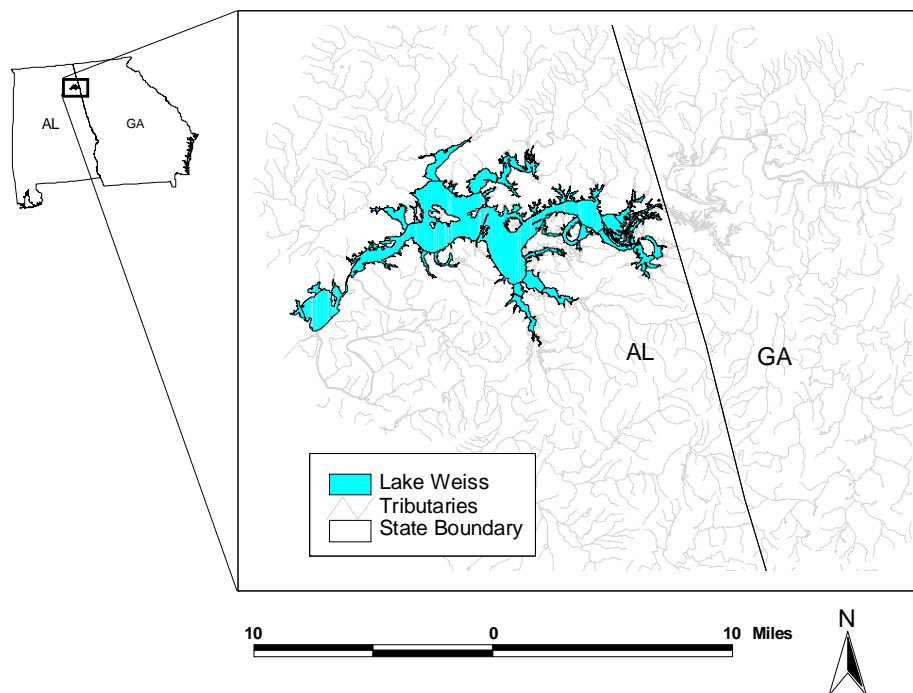 AL
GA
AL
GA
Lake Weiss
Tributaries
State Boundary
10 0 10 Miles
N